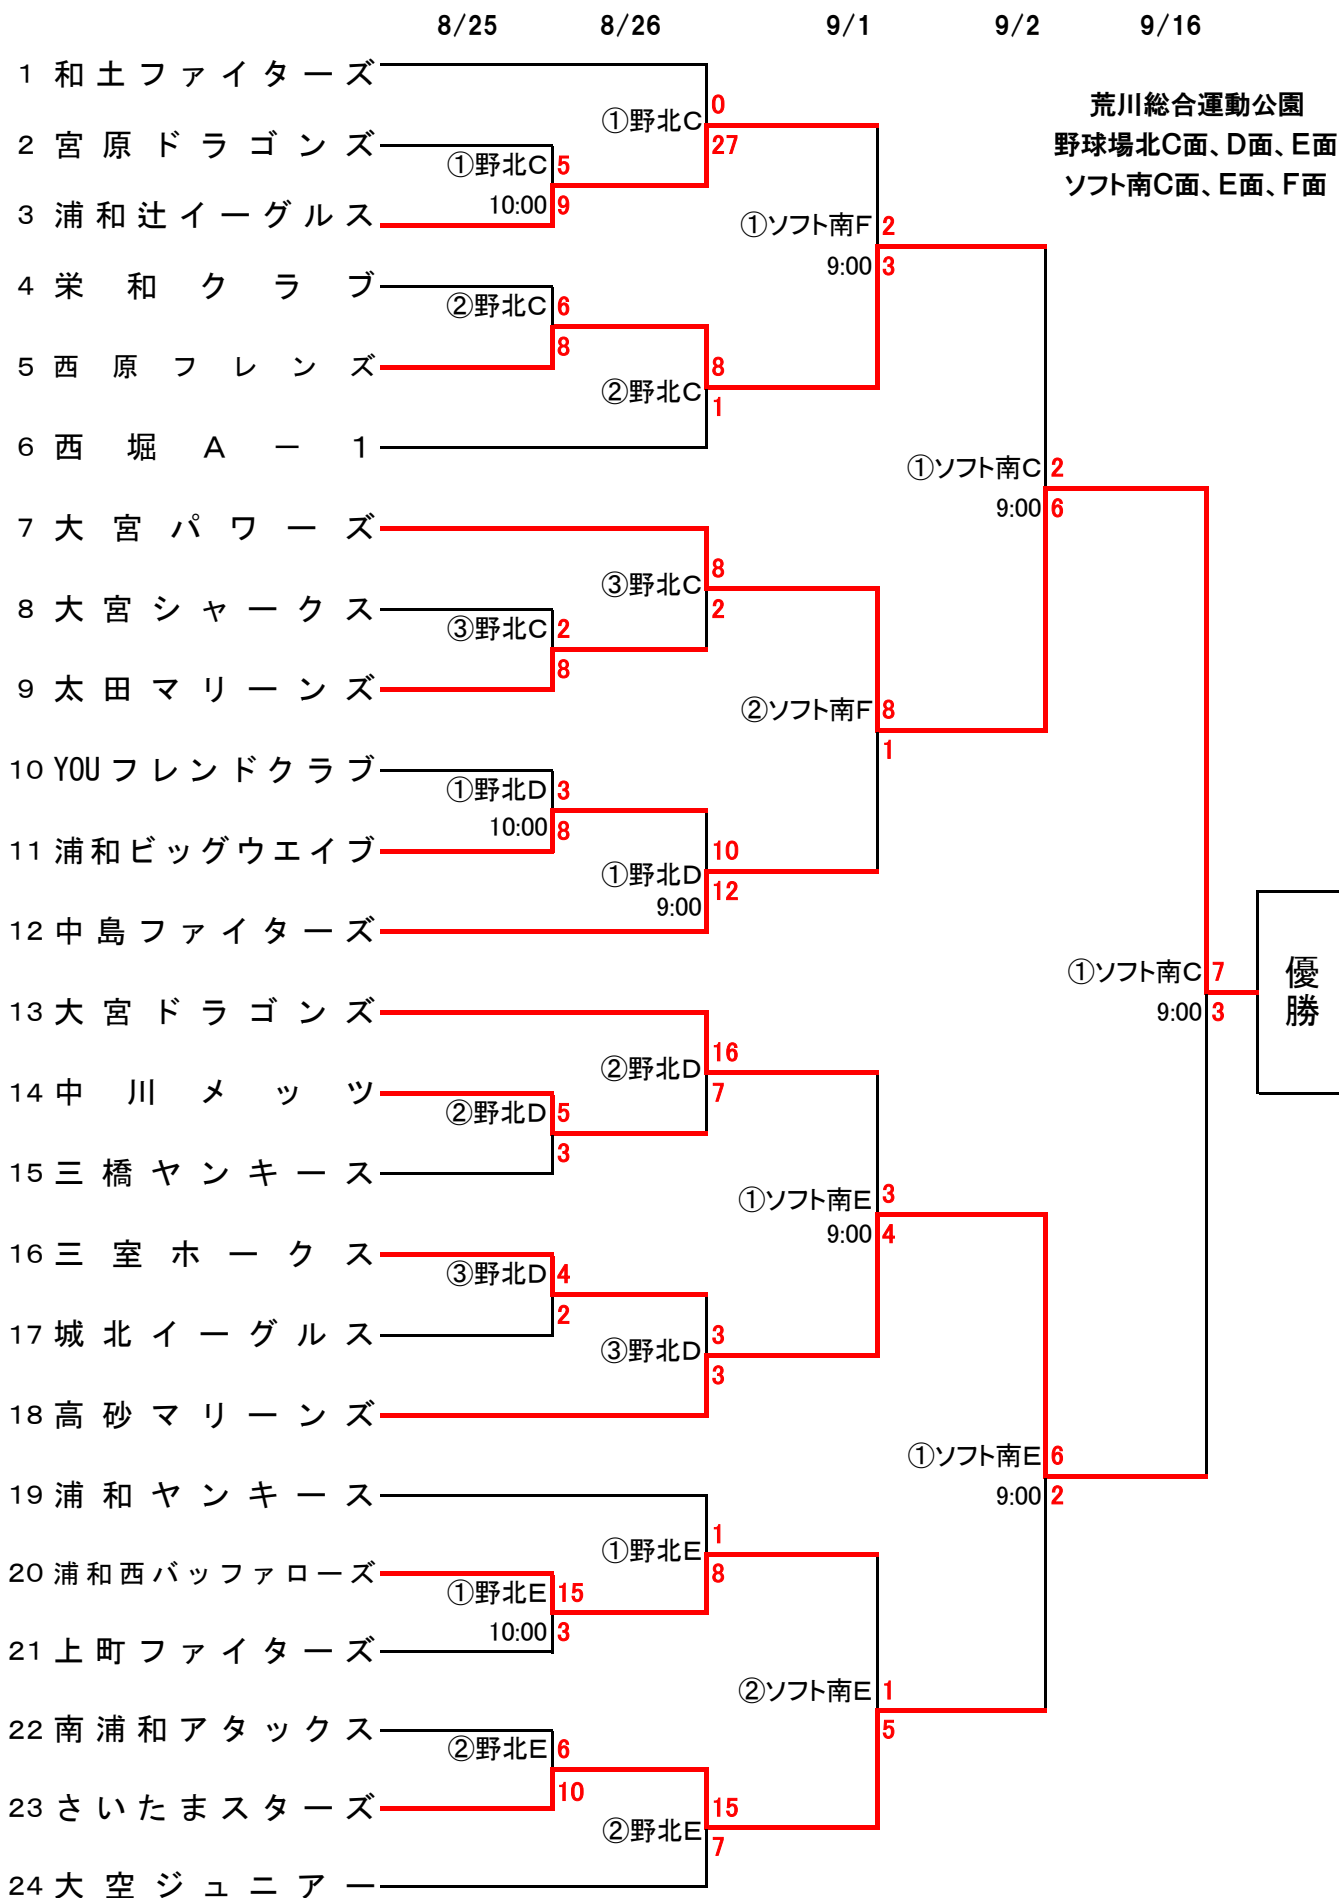 8/25 8/26 9/1 9/2 9/16
荒川総合運動公園
野球場北C面、D面、E面
ソフト南C面、E面、F面
1 和土ファイターズ
①野北C 0
27
2 宮原ドラゴンズ
①野北C 5
10:00 9
3 浦和辻イーグルス
①ソフト南F 2
9:00 3
4 栄和クラブ
②野北C 6
8
5 西原フレンズ
②野北C 8
1
6 西堀A-1
①ソフト南C 2
9:00 6
7 大宮パワーズ
③野北C 8
2
8 大宮シャークス
③野北C 2
8
9 太田マリーンズ
②ソフト南F 8
1
10 YOUフレンドクラブ
①野北D 3
10:00 8
11 浦和ビッグウエイブ
①野北D 10
9:00 12
12 中島ファイターズ
①ソフト南C 7
9:00 3
優勝
13 大宮ドラゴンズ
②野北D 16
7
14 中川メッツ
②野北D 5
3
15 三橋ヤンキース
①ソフト南E 3
9:00 4
16 三室ホークス
③野北D 4
2
17 城北イーグルス
③野北D 3
3
18 高砂マリーンズ
①ソフト南E 6
9:00 2
19 浦和ヤンキース
①野北E 1
8
20 浦和西バッファローズ
①野北E 15
10:00 3
21 上町ファイターズ
②ソフト南E 1
5
22 南浦和アタックス
②野北E 6
10
23 さいたまスターズ
②野北E 15
7
24 大空ジュニアー